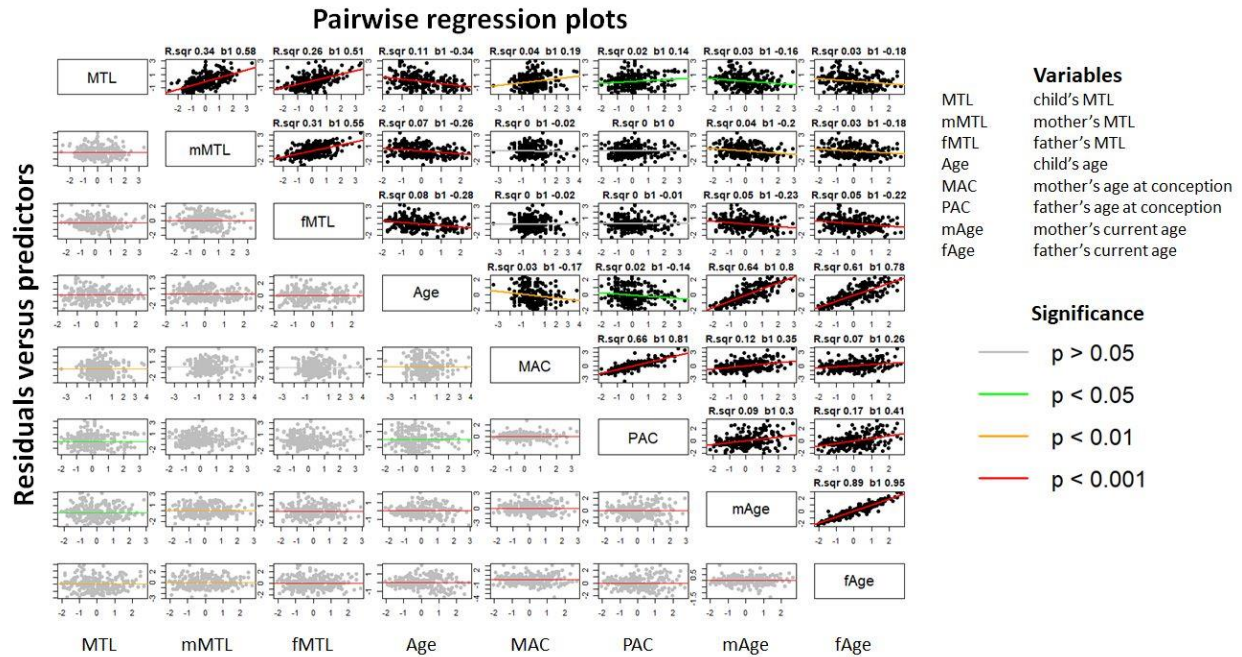 Pairwise regression plots
Residuals versus predictors
R.sqr 0.34 b1 0.58
R.sqr 0.26 b1 0.51
R.sqr 0.11 b1 -0.34
R.sqr 0.04 b1 0.19
R.sqr 0.02 b1 0.14
R.sqr 0.03 b1 -0.16
R.sqr 0.03 b1 -0.18
MTL
R.sqr 0.31 b1 0.55
R.sqr 0.07 b1 -0.26
R.sqr 0 b1 -0.02
R.sqr 0 b1 0
R.sqr 0.04 b1 -0.2
R.sqr 0.03 b1 -0.18
mMTL
R.sqr 0.08 b1 -0.28
R.sqr 0 b1 -0.02
R.sqr 0 b1 -0.01
R.sqr 0.05 b1 -0.23
R.sqr 0.05 b1 -0.22
fMTL
R.sqr 0.03 b1 -0.17
R.sqr 0.02 b1 -0.14
R.sqr 0.64 b1 0.8
R.sqr 0.61 b1 0.78
Age
R.sqr 0.66 b1 0.81
R.sqr 0.12 b1 0.35
R.sqr 0.07 b1 0.26
MAC
R.sqr 0.09 b1 0.3
R.sqr 0.17 b1 0.41
PAC
R.sqr 0.89 b1 0.95
mAge
fAge
MTL mMTL fMTL Age MAC PAC mAge fAge
Variables
MTL child's MTL
mMTL mother's MTL
fMTL father's MTL
Age child's age
MAC mother's age at conception
PAC father's age at conception
mAge mother's current age
fAge father's current age
Significance
p > 0.05
p < 0.05
p < 0.01
p < 0.001